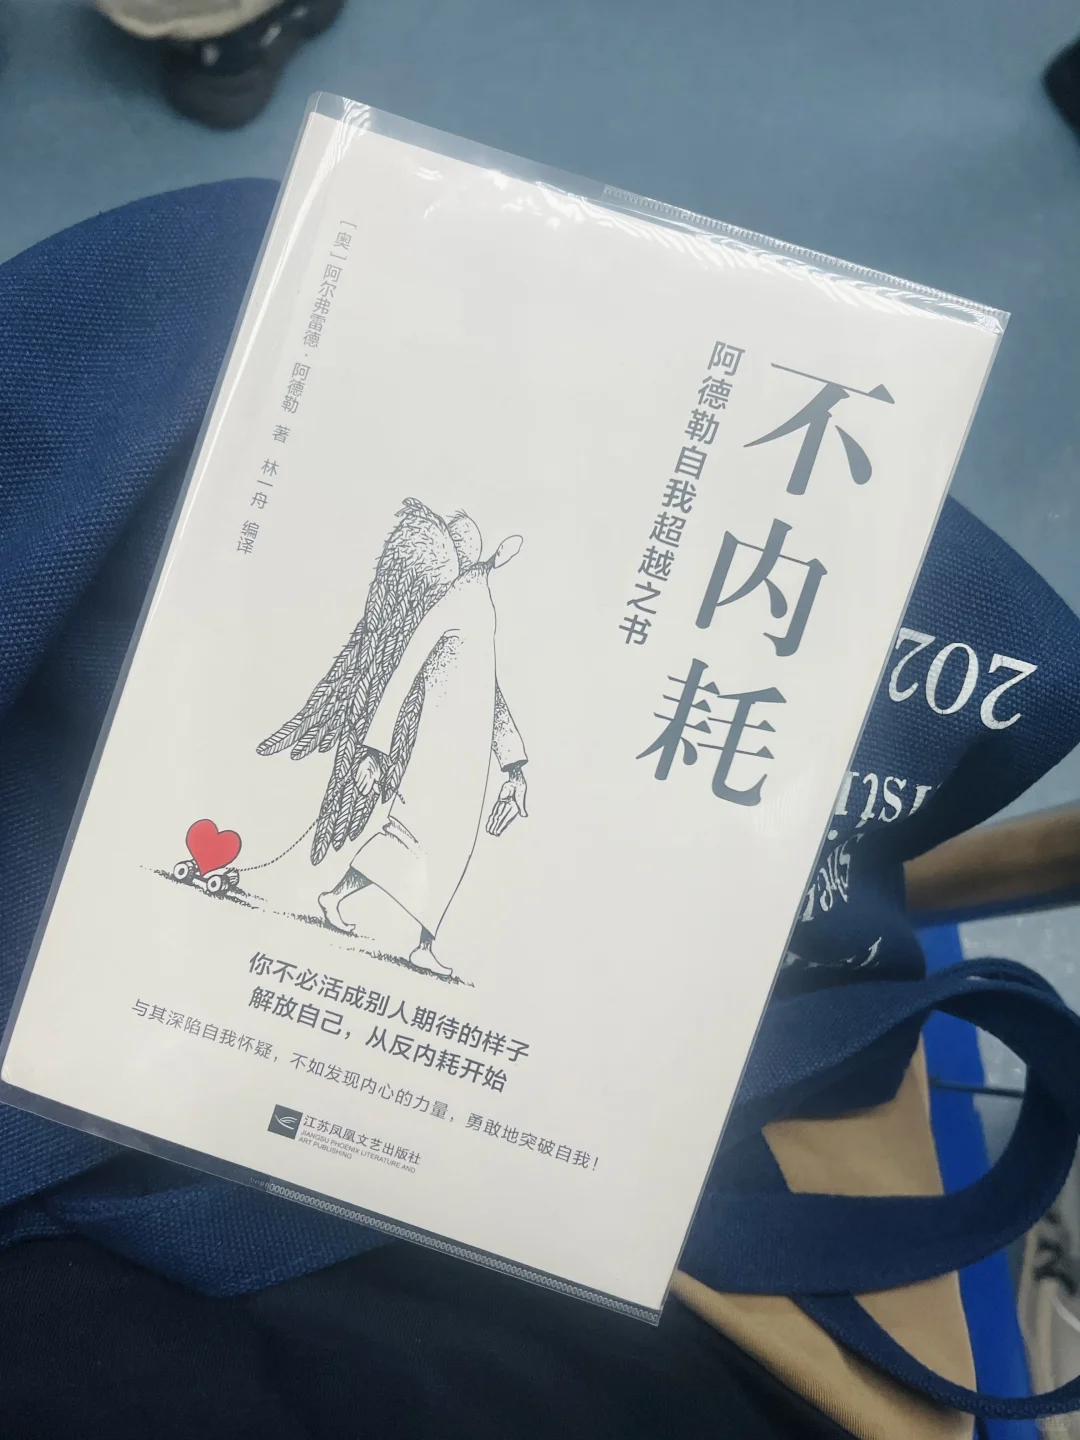 不内耗
阿德勒自我超越之书
[奥]阿尔弗雷德·阿德勒 著 林一舟 编译
你不必活成别人期待的样子
解放自己，从反内耗开始
与其深陷自我怀疑，不如发现内心的力量，勇敢地突破自我！
江苏凤凰文艺出版社
JIANGSU PHOENIX LITERATURE AND
ART PUBLISHING
202